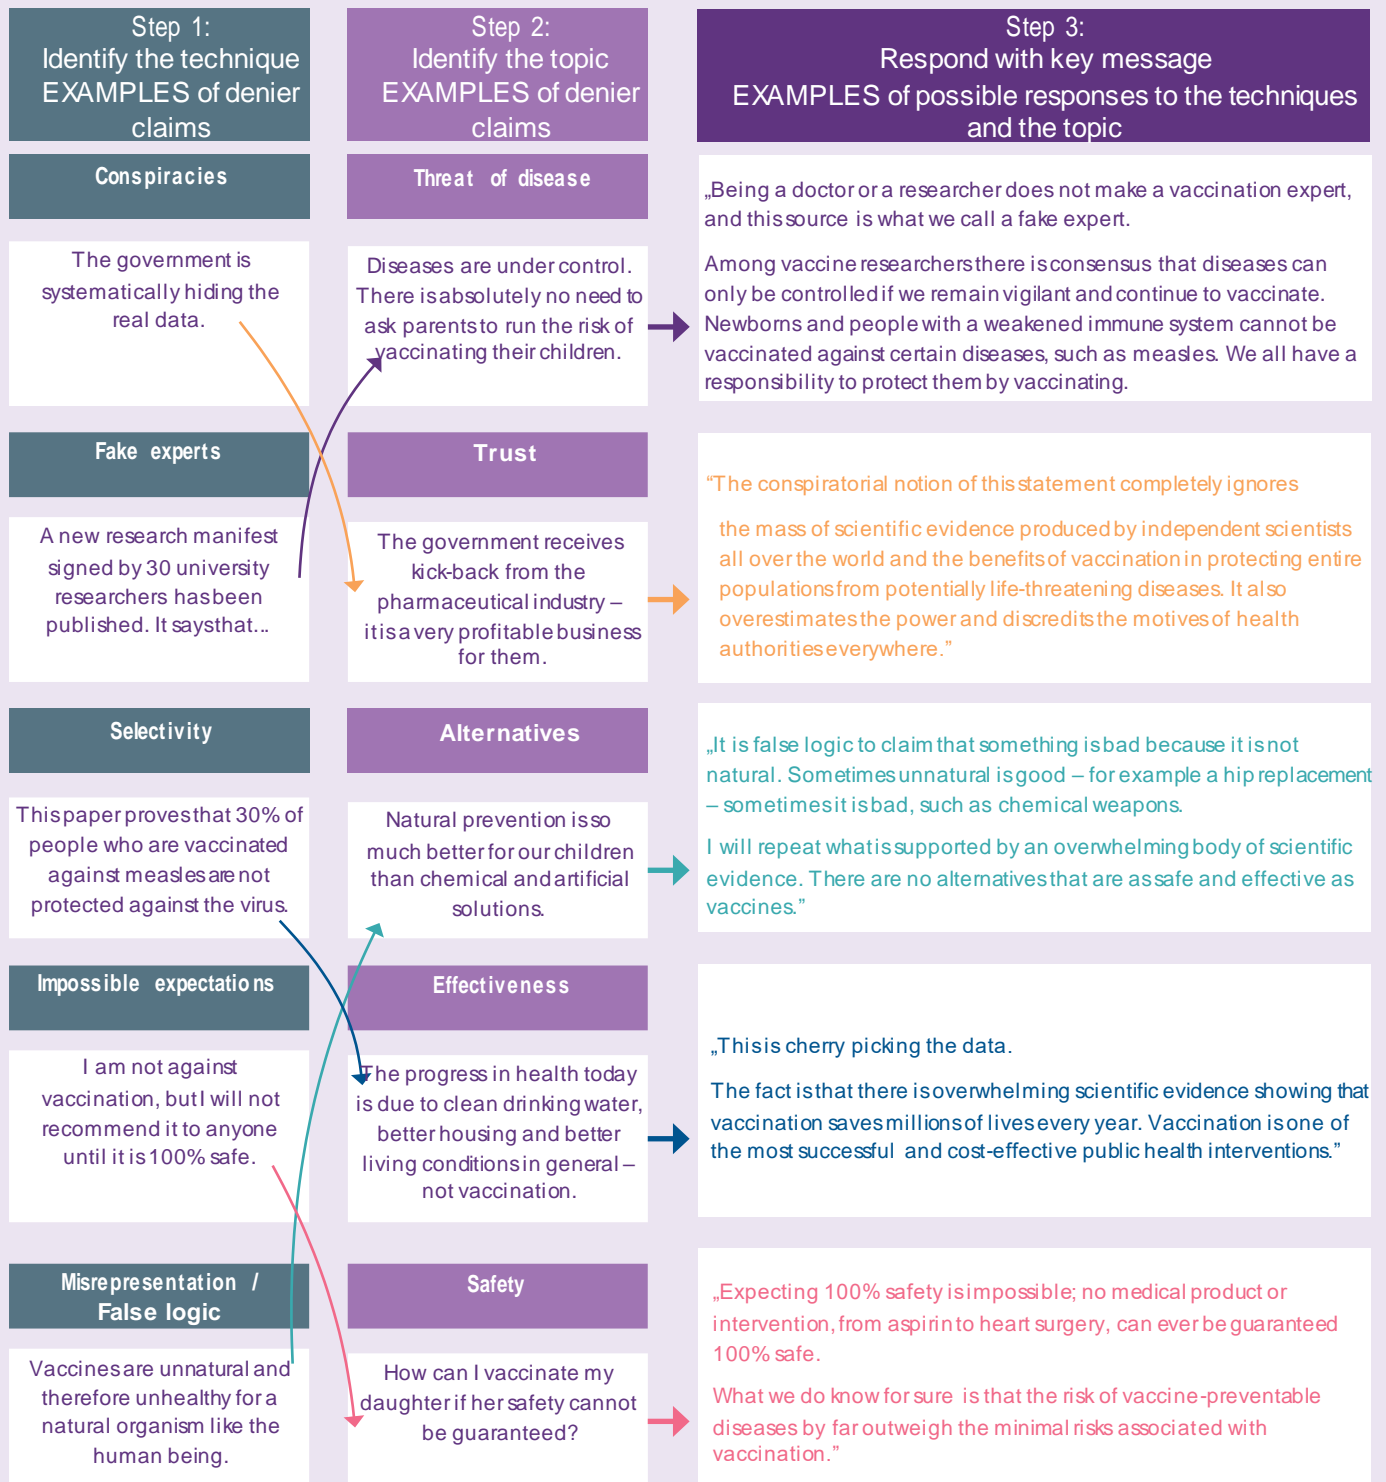 Step 1:
Identify the technique
EXAMPLES of denier
claims
Step 2:
Identify the topic
EXAMPLES of denier
claims
Step 3:
Respond with key message
EXAMPLES of possible responses to the techniques
and the topic
Conspiracies
The government is
systematically hiding the
real data.
Threat of disease
Diseases are under control.
There is absolutely no need to
ask parents to run the risk of
vaccinating their children.
„Being a doctor or a researcher does not make a vaccination expert,
and this source is what we call a fake expert.
Among vaccine researchers there is consensus that diseases can
only be controlled if we remain vigilant and continue to vaccinate.
Newborns and people with a weakened immune system cannot be
vaccinated against certain diseases, such as measles. We all have a
responsibility to protect them by vaccinating.
Fake experts
A new research manifest
signed by 30 university
researchers has been
published. It says that...
Trust
The government receives
kick-back from the
pharmaceutical industry –
it is a very profitable business
for them.
“The conspiratorial notion of this statement completely ignores
the mass of scientific evidence produced by independent scientists
all over the world and the benefits of vaccination in protecting entire
populations from potentially life-threatening diseases. It also
overestimates the power and discredits the motives of health
authorities everywhere.”
Selectivity
This paper proves that 30% of
people who are vaccinated
against measles are not
protected against the virus.
Alternatives
Natural prevention is so
much better for our children
than chemical and artificial
solutions.
„It is false logic to claim that something is bad because it is not
natural. Sometimes unnatural is good – for example a hip replacement
– sometimes it is bad, such as chemical weapons.
I will repeat what is supported by an overwhelming body of scientific
evidence. There are no alternatives that are as safe and effective as
vaccines.”
Impossible expectations
I am not against
vaccination, but I will not
recommend it to anyone
until it is 100% safe.
Effectiveness
The progress in health today
is due to clean drinking water,
better housing and better
living conditions in general –
not vaccination.
„This is cherry picking the data.
The fact is that there is overwhelming scientific evidence showing that
vaccination saves millions of lives every year. Vaccination is one of
the most successful and cost-effective public health interventions.”
Misrepresentation /
False logic
Vaccines are unnatural and
therefore unhealthy for a
natural organism like the
human being.
Safety
How can I vaccinate my
daughter if her safety cannot
be guaranteed?
„Expecting 100% safety is impossible; no medical product or
intervention, from aspirin to heart surgery, can ever be guaranteed
100% safe.
What we do know for sure is that the risk of vaccine-preventable
diseases by far outweigh the minimal risks associated with
vaccination.”